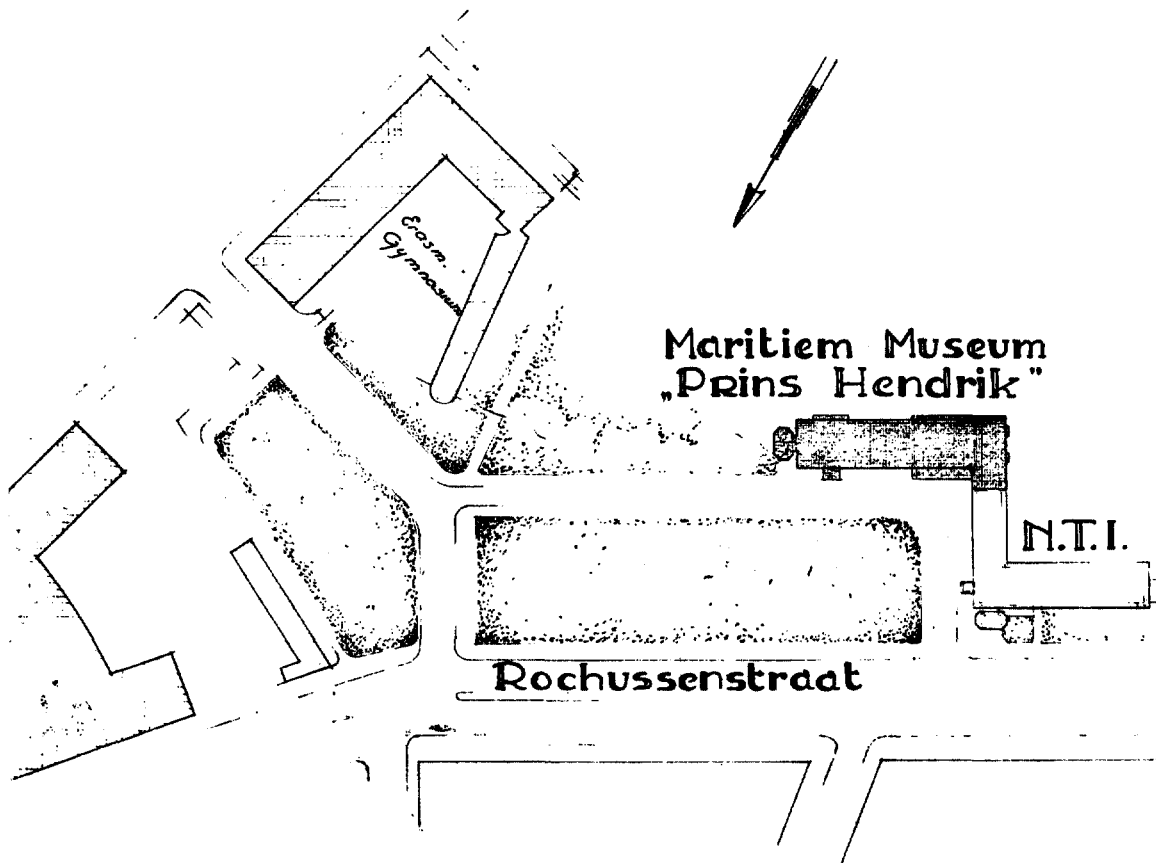 Erasm.
Gymnasium
Maritiem Museum
„Prins Hendrik”
N.T.I.
Rochussenstraat